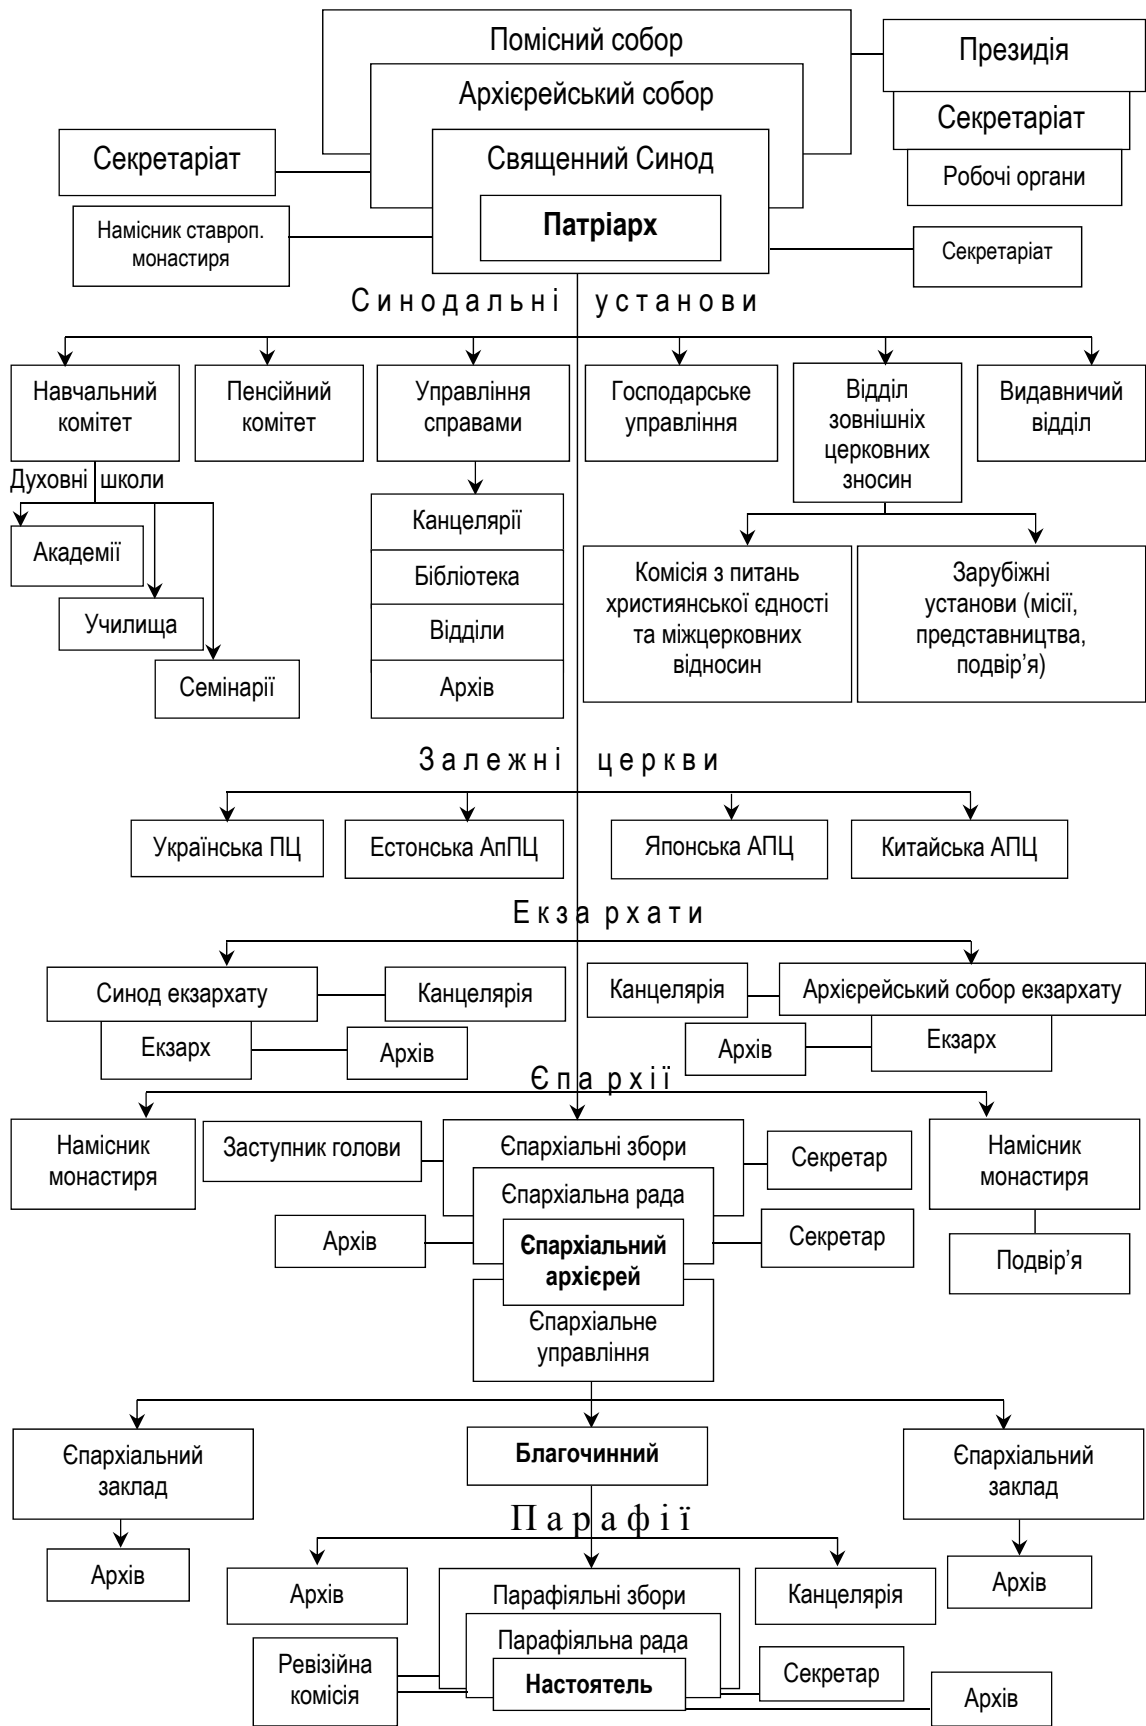 Помісний собор
Президія
Архієрейський собор
Секретаріат
Секретаріат
Священний Синод
Робочі органи
Патріарх
Намісник ставроп.
монастиря
Секретаріат
Синодальні установи
Навчальний
комітет
Пенсійний
комітет
Управління
справами
Господарське
управління
Відділ
зовнішніх
церковних
зносин
Видавничий
відділ
Духовні школи
Академії
Училища
Семінарії
Канцелярії
Бібліотека
Відділи
Архів
Комісія з питань
християнської єдності
та міжцерковних
відносин
Зарубіжні
установи (місії,
представництва,
подвір’я)
Залежні церкви
Українська ПЦ
Естонська АпПЦ
Японська АПЦ
Китайська АПЦ
Екзархати
Синод екзархату
Канцелярія
Канцелярія
Архієрейський собор екзархату
Екзарх
Архів
Архів
Екзарх
Єпархії
Намісник
монастиря
Заступник голови
Єпархіальні збори
Секретар
Намісник
монастиря
Єпархіальна рада
Архів
Єпархіальний
архієрей
Секретар
Подвір’я
Єпархіальне
управління
Єпархіальний
заклад
Благочинний
Єпархіальний
заклад
Парафії
Архів
Архів
Парафіяльні збори
Канцелярія
Архів
Парафіяльна рада
Ревізійна
комісія
Настоятель
Секретар
Архів